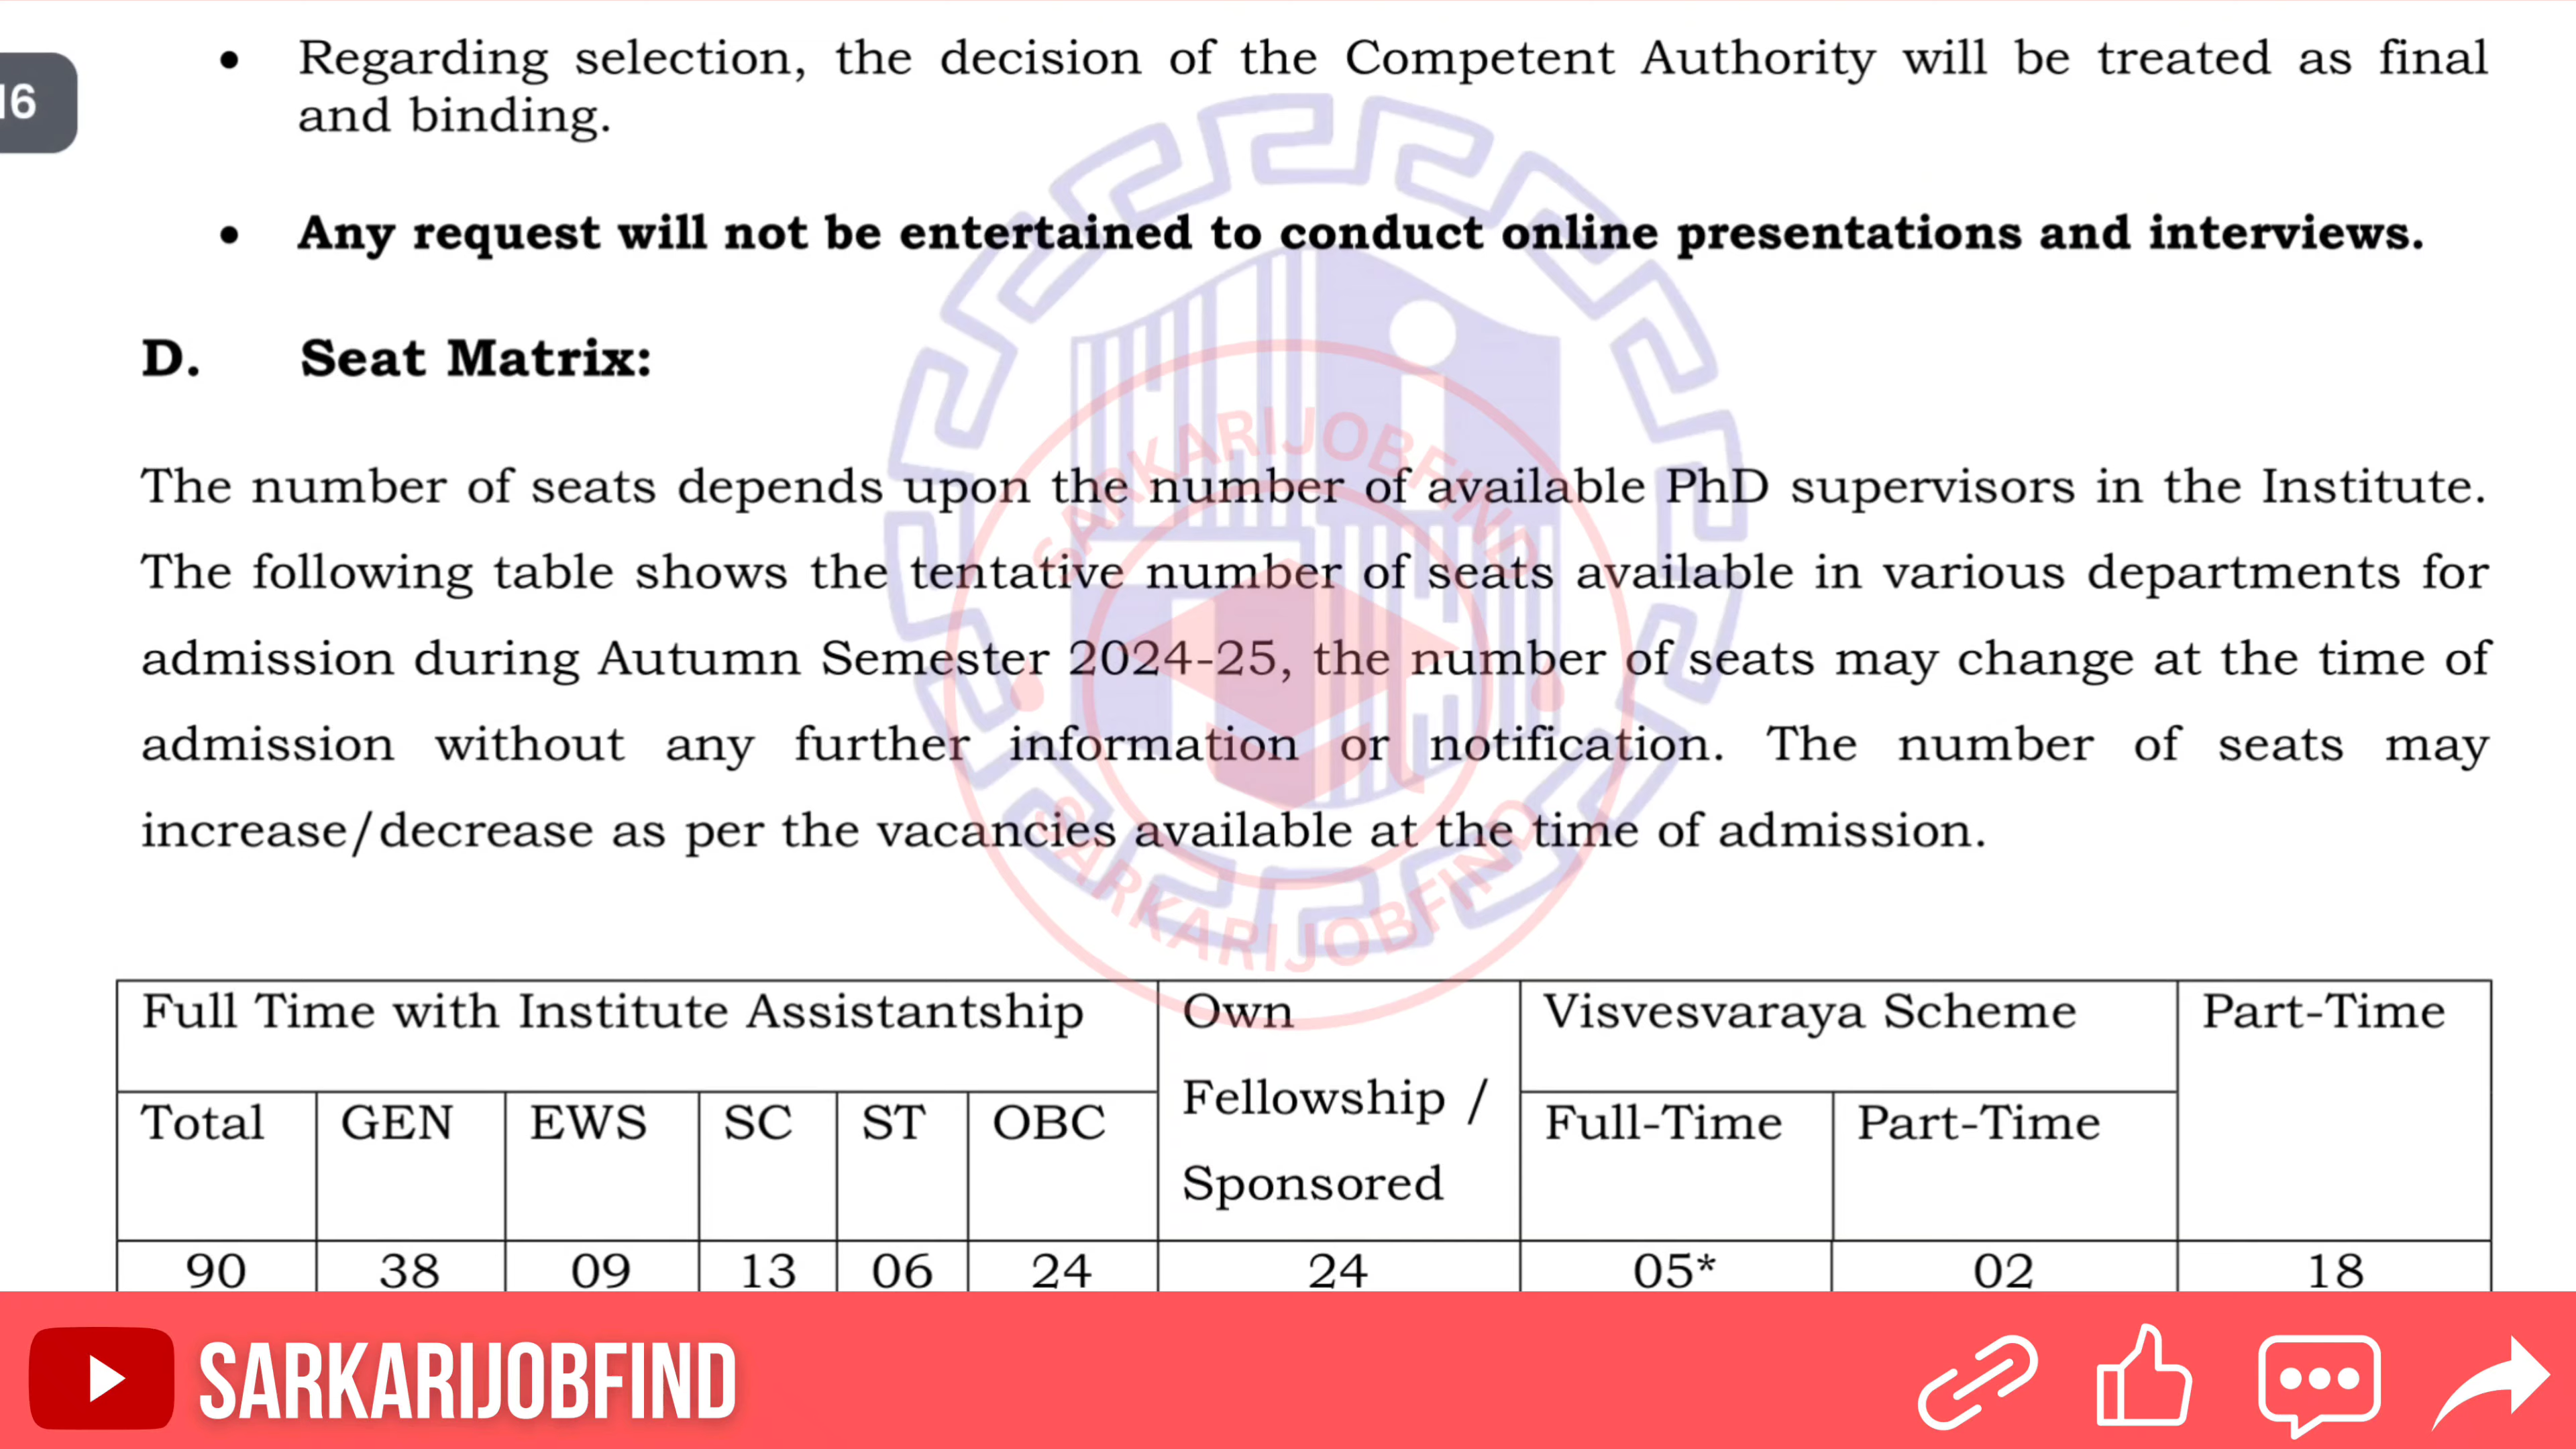 • Regarding selection, the decision of the Competent Authority will be treated as final
and binding.
16
• Any request will not be entertained to conduct online presentations and interviews.
D. Seat Matrix:
The number of seats depends upon the number of available PhD supervisors in the Institute.
The following table shows the tentative number of seats available in various departments for
admission during Autumn Semester 2024-25, the number of seats may change at the time of
admission without any further information or notification. The number of seats may
increase/decrease as per the vacancies available at the time of admission.
SARKARIJOBFIND
SARKARIJOBFIND
Full Time with Institute Assistantship
Own
Fellowship /
Sponsored
Visvesvaraya Scheme
Part-Time
Total GEN EWS SC ST OBC
Full-Time Part-Time
90 38 09 13 06 24 24 05* 02 18
SARKARIJOBFIND